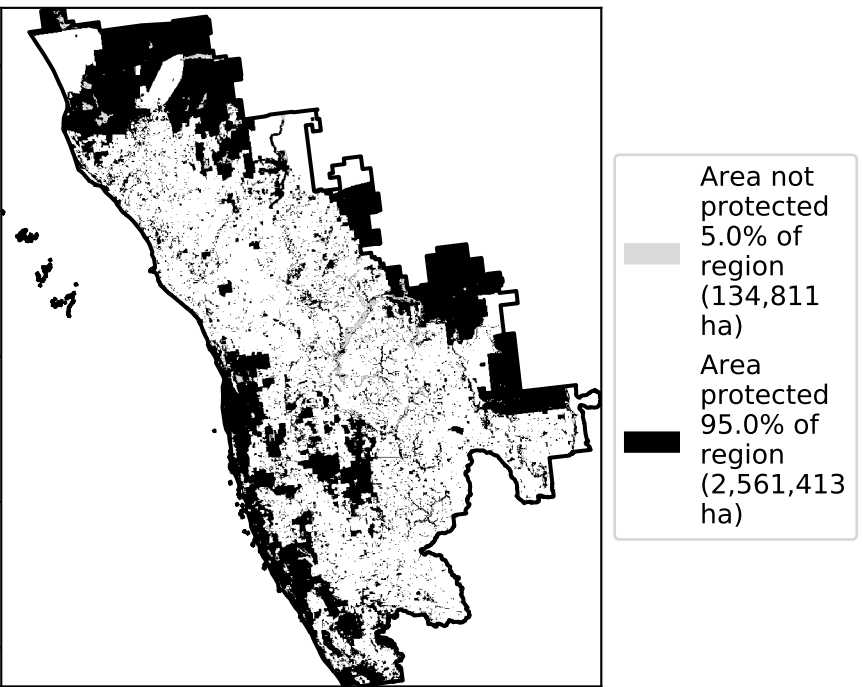 Area not
protected
5.0% of
region
(134,811
ha)
Area
protected
95.0% of
region
(2,561,413
ha)